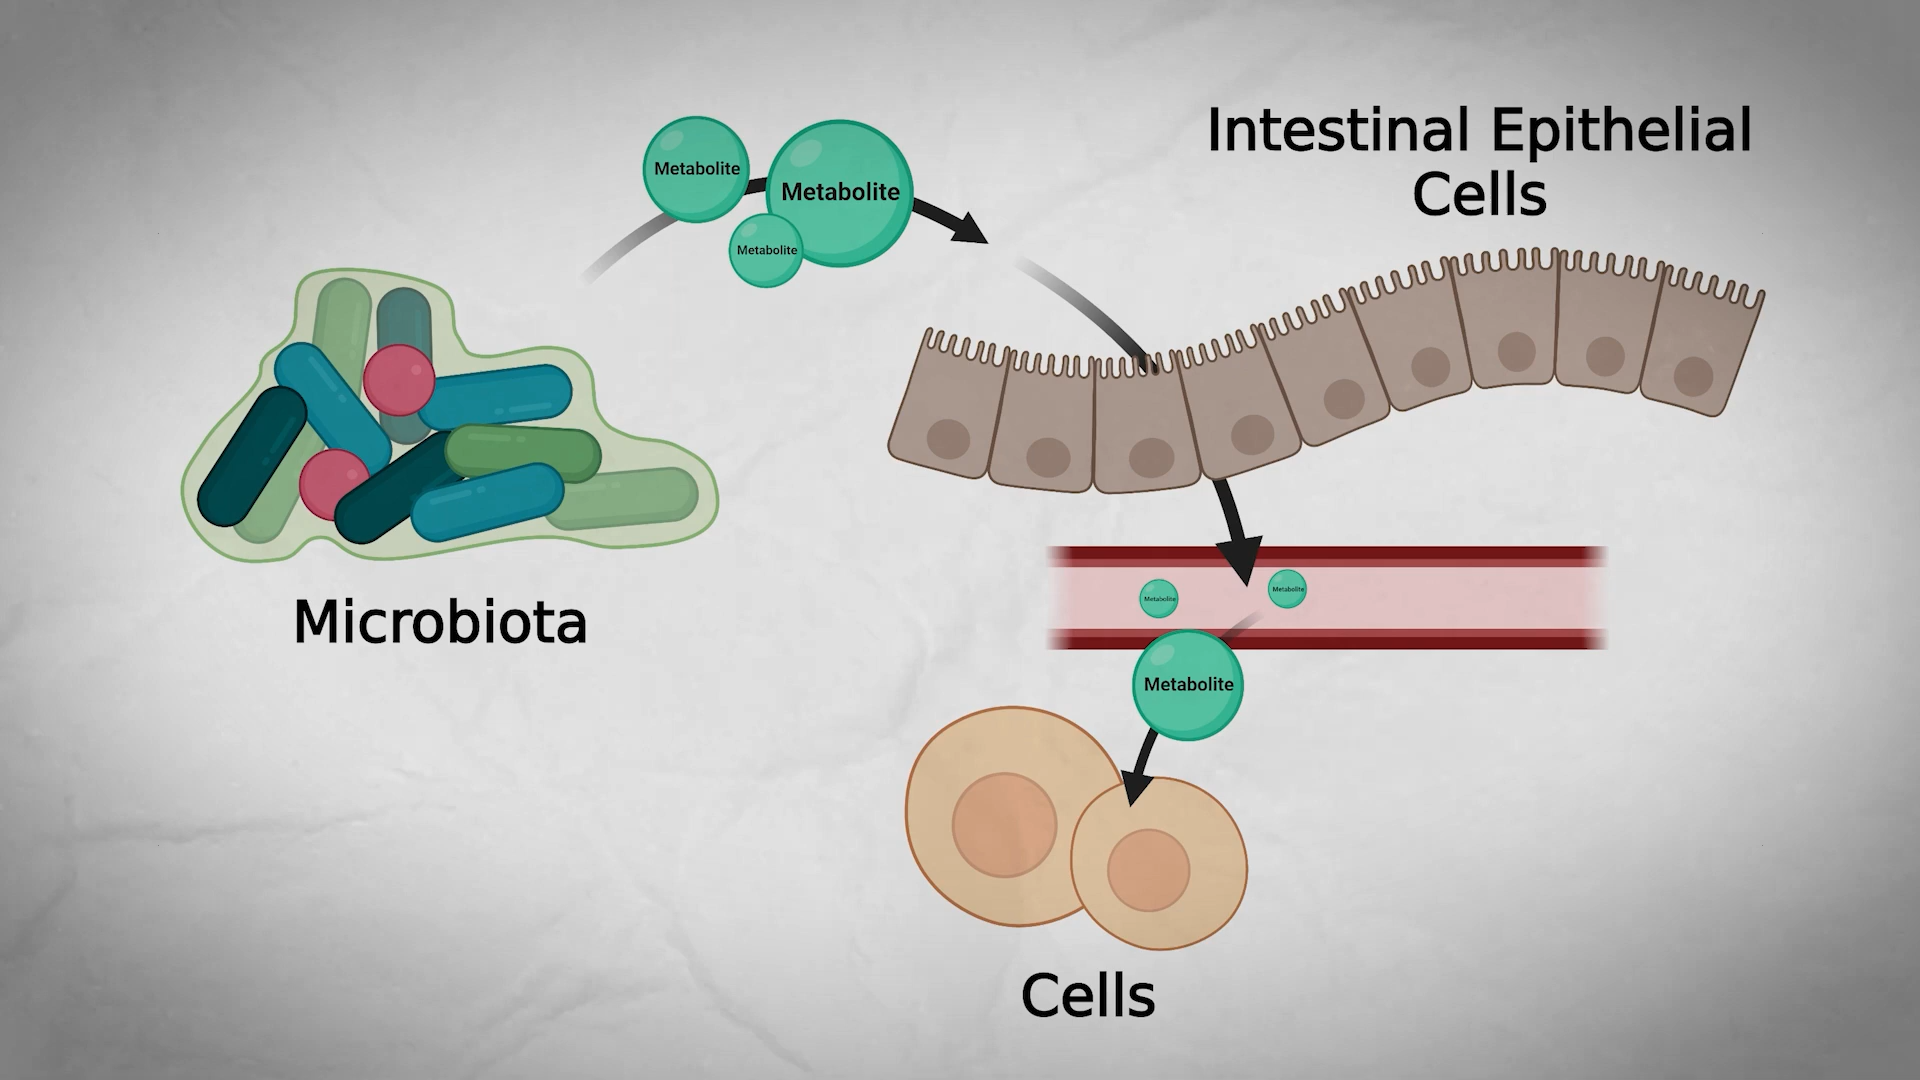 Intestinal Epithelial
Cells
Metabolite
Metabolite
Metabolite
Microbiota
Metabolite
Metabolite
Metabolite
Cells